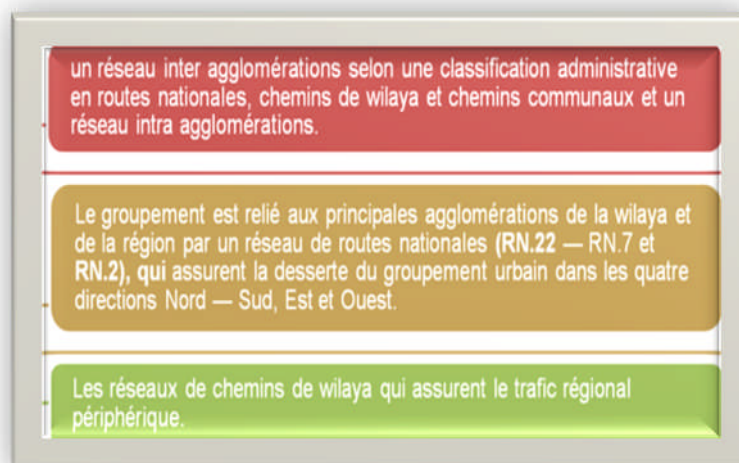 un réseau inter agglomérations selon une classification administrative
en routes nationales, chemins de wilaya et chemins communaux et un
réseau intra agglomérations.
Le groupement est relié aux principales agglomérations de la wilaya et
de la région par un réseau de routes nationales (RN.22 — RN.7 et
RN.2), qui assurent la desserte du groupement urbain dans les quatre
directions Nord — Sud, Est et Ouest.
Les réseaux de chemins de wilaya qui assurent le trafic régional
périphérique.